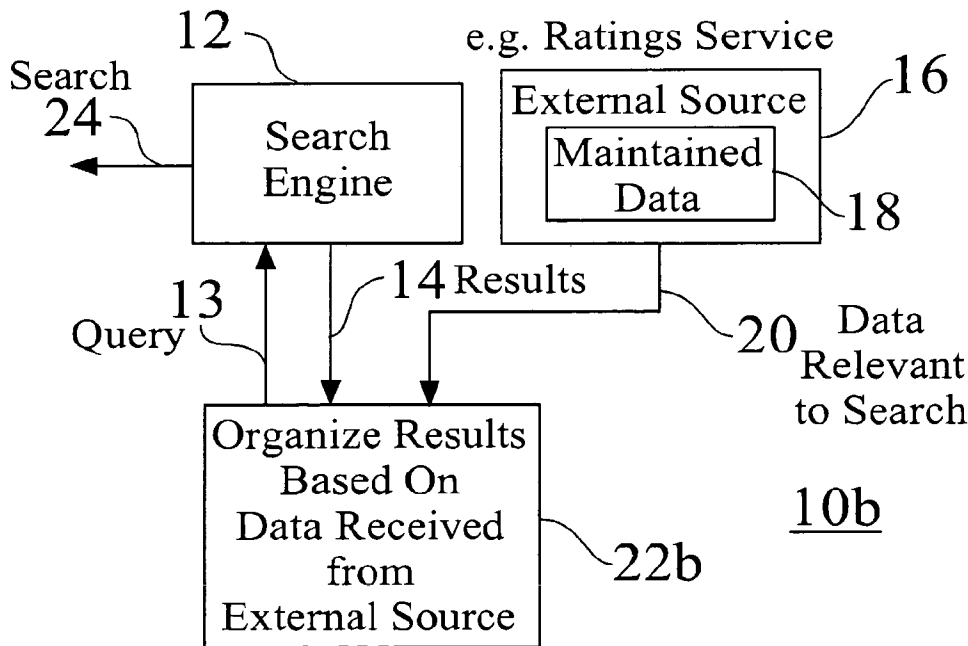 12
e.g. Ratings Service
Search
24
Search
Engine
External Source
16
Maintained
Data
18
13
Query
14 Results
20
Data
Relevant
to Search
Organize Results
Based On
Data Received
from
External Source
22b
10b